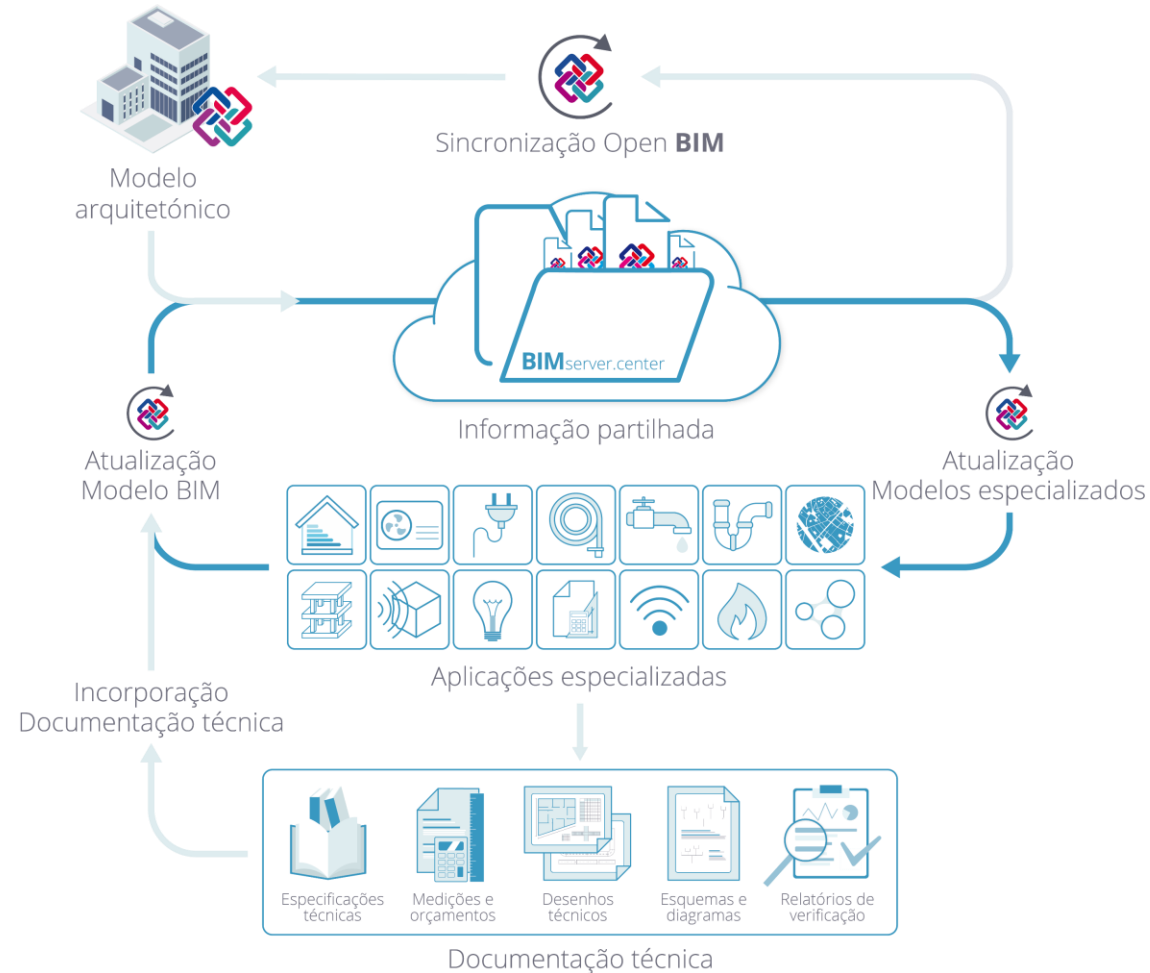 Sincronização Open BIM
Modelo
arquitetónico
BIMserver.center
Informação partilhada
Atualização
Modelo BIM
Atualização
Modelos especializados
Aplicações especializadas
Incorporação
Documentação técnica
Especificações
técnicas
Medições e
orçamentos
Desenhos
técnicos
Esquemas e
diagramas
Relatórios de
verificação
Documentação técnica